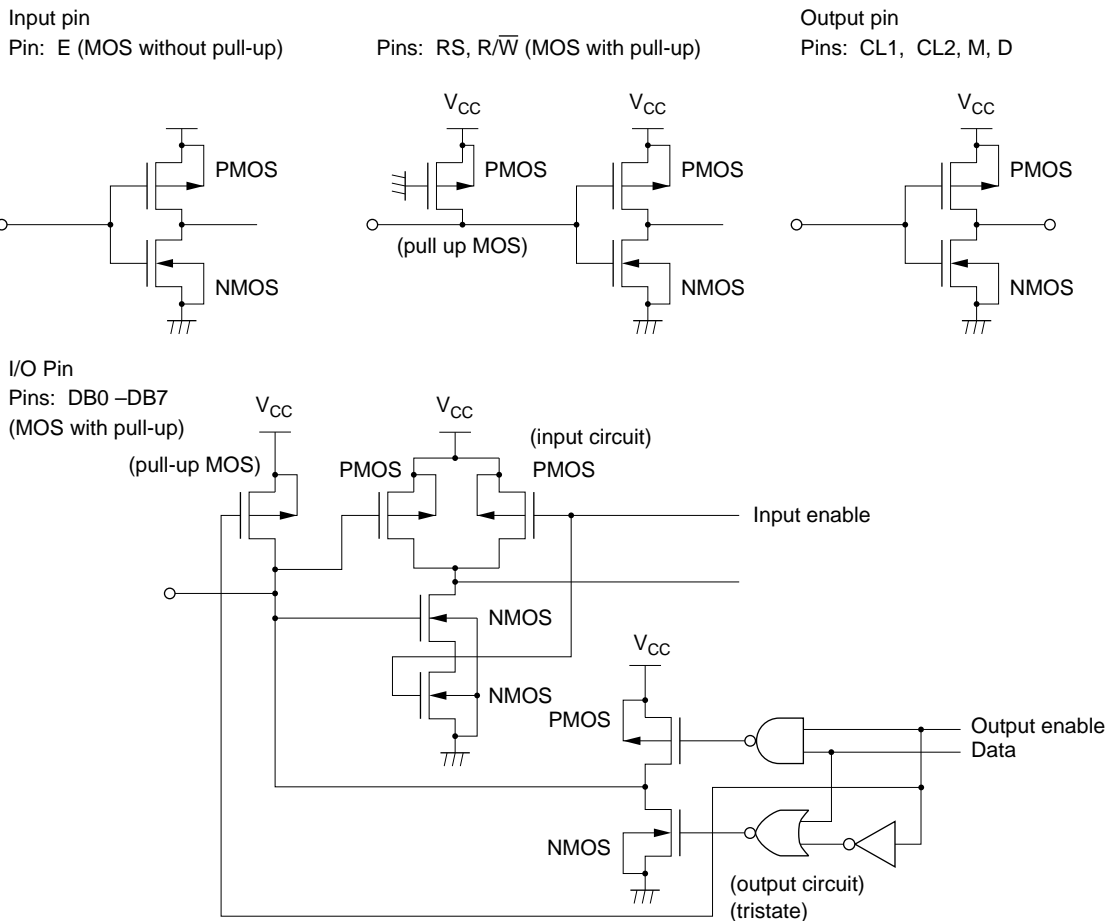 Input pin
Pin: E (MOS without pull-up)
Pins: RS, R/W̅ (MOS with pull-up)
Output pin
Pins: CL1, CL2, M, D
PMOS
NMOS
VCC
PMOS
(pull up MOS)
VCC
PMOS
NMOS
VCC
PMOS
NMOS
I/O Pin
Pins: DB0 –DB7
(MOS with pull-up)
VCC
(pull-up MOS)
VCC
PMOS
(input circuit)
PMOS
Input enable
NMOS
NMOS
VCC
PMOS
NMOS
Output enable
Data
(output circuit)
(tristate)